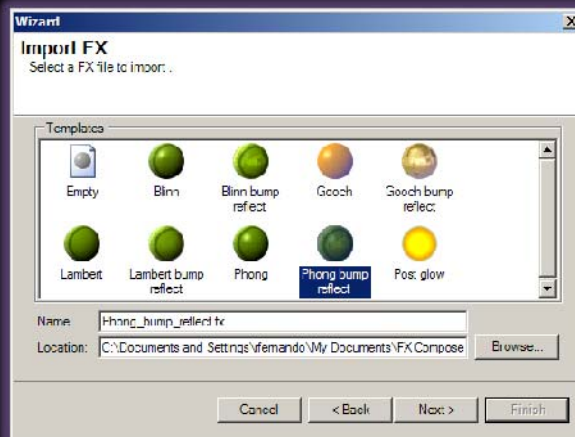 Wizard
Import FX
Select a FX file to import.
Templates
Empty
Blinn
Blinn bump
reflect
Gooch
Gooch bump
reflect
Lambert
Lambert bump
reflect
Phong
Phong bump
reflect
Post glow
Name
Phong_bump_reflect.fx
Location:
C:\Documents and Settings\rfernando\My Documents\FX Compose
Browse...
Cancel
< Back
Next >
Finish